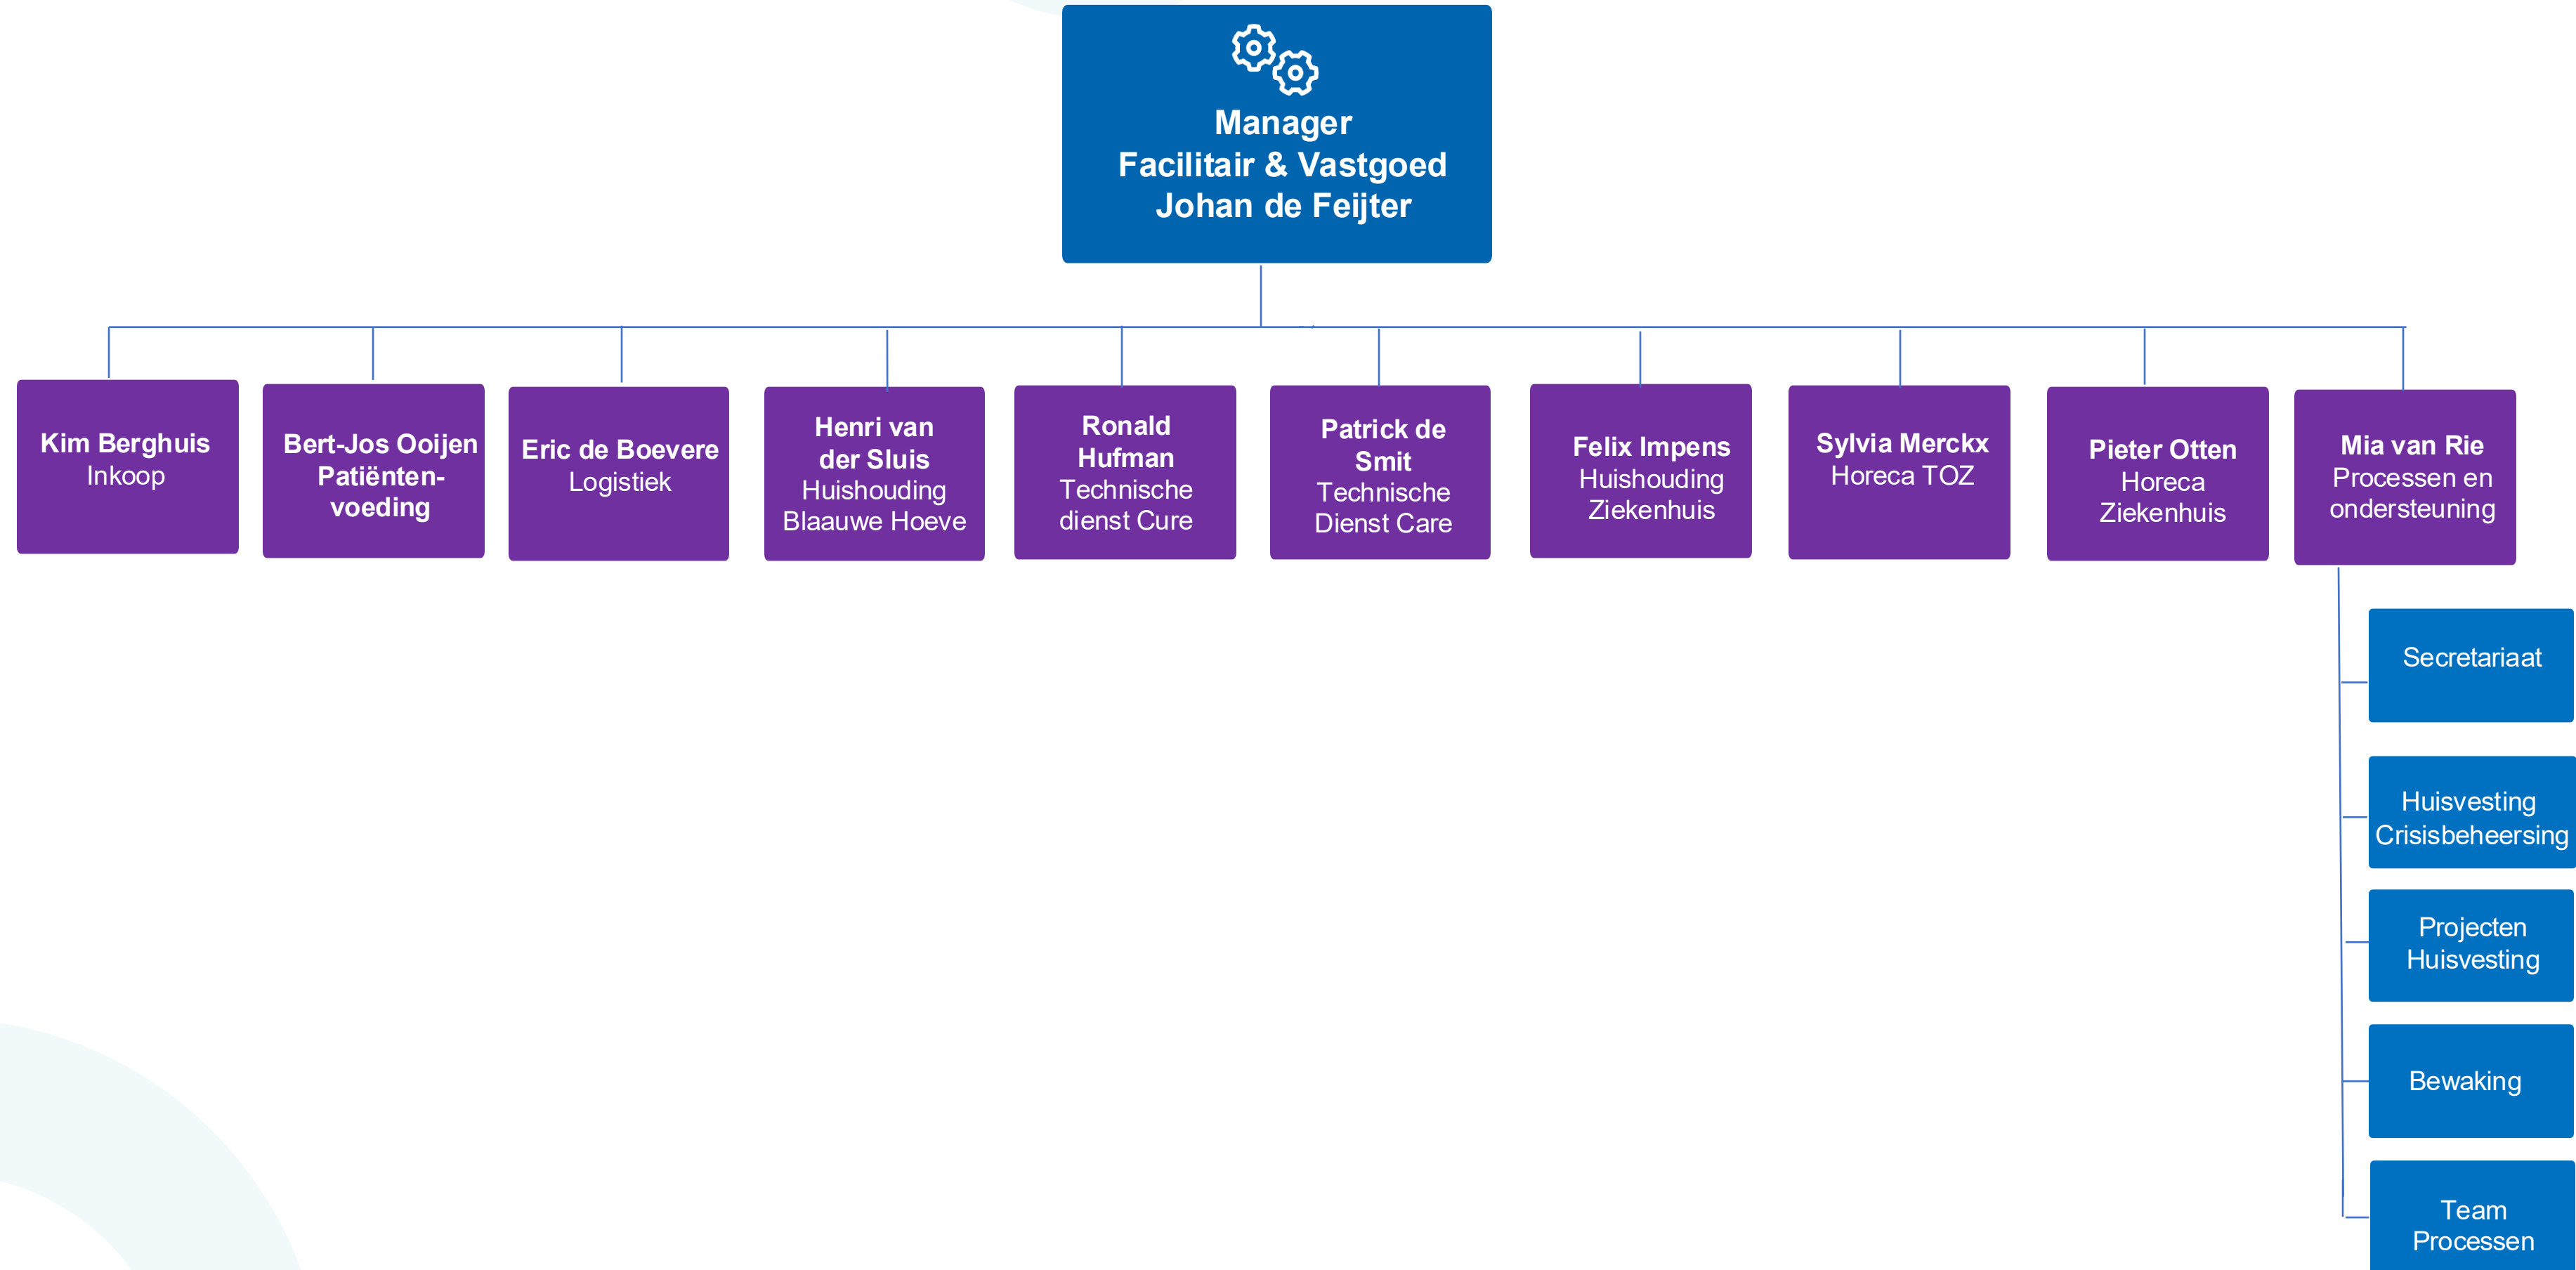 Manager
Facilitair & Vastgoed
Johan de Feijter
Kim Berghuis
Inkoop
Bert-Jos Ooijen
Patiënten-
voeding
Eric de Boevere
Logistiek
Henri van
der Sluis
Huishouding
Blaauwe Hoeve
Ronald
Hufman
Technische
dienst Cure
Patrick de
Smit
Technische
Dienst Care
Felix Impens
Huishouding
Ziekenhuis
Sylvia Merckx
Horeca TOZ
Pieter Otten
Horeca
Ziekenhuis
Mia van Rie
Processen en
ondersteuning
Secretariaat
Huisvesting
Crisisbeheersing
Projecten
Huisvesting
Bewaking
Team
Processen